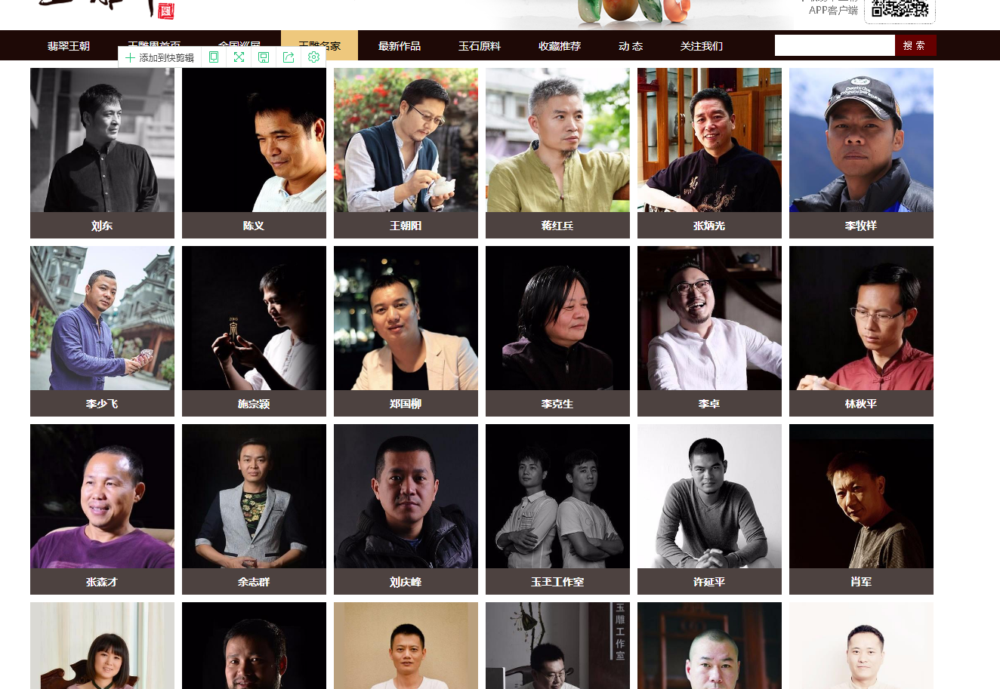 APP客户端
翡翠王朝 玉雕界首页 全国巡展 玉雕名家 最新作品 玉石原料 收藏推荐 动 态 关注我们 搜 索
添加到快剪辑
刘东 陈义 王朝阳 蒋红兵 张炳光 李牧祥
李少飞 施宗颖 郑国柳 李克生 李卓 林秋平
张森才 余志群 刘庆峰 玉玊工作室 许延平 肖军
玉雕工作室